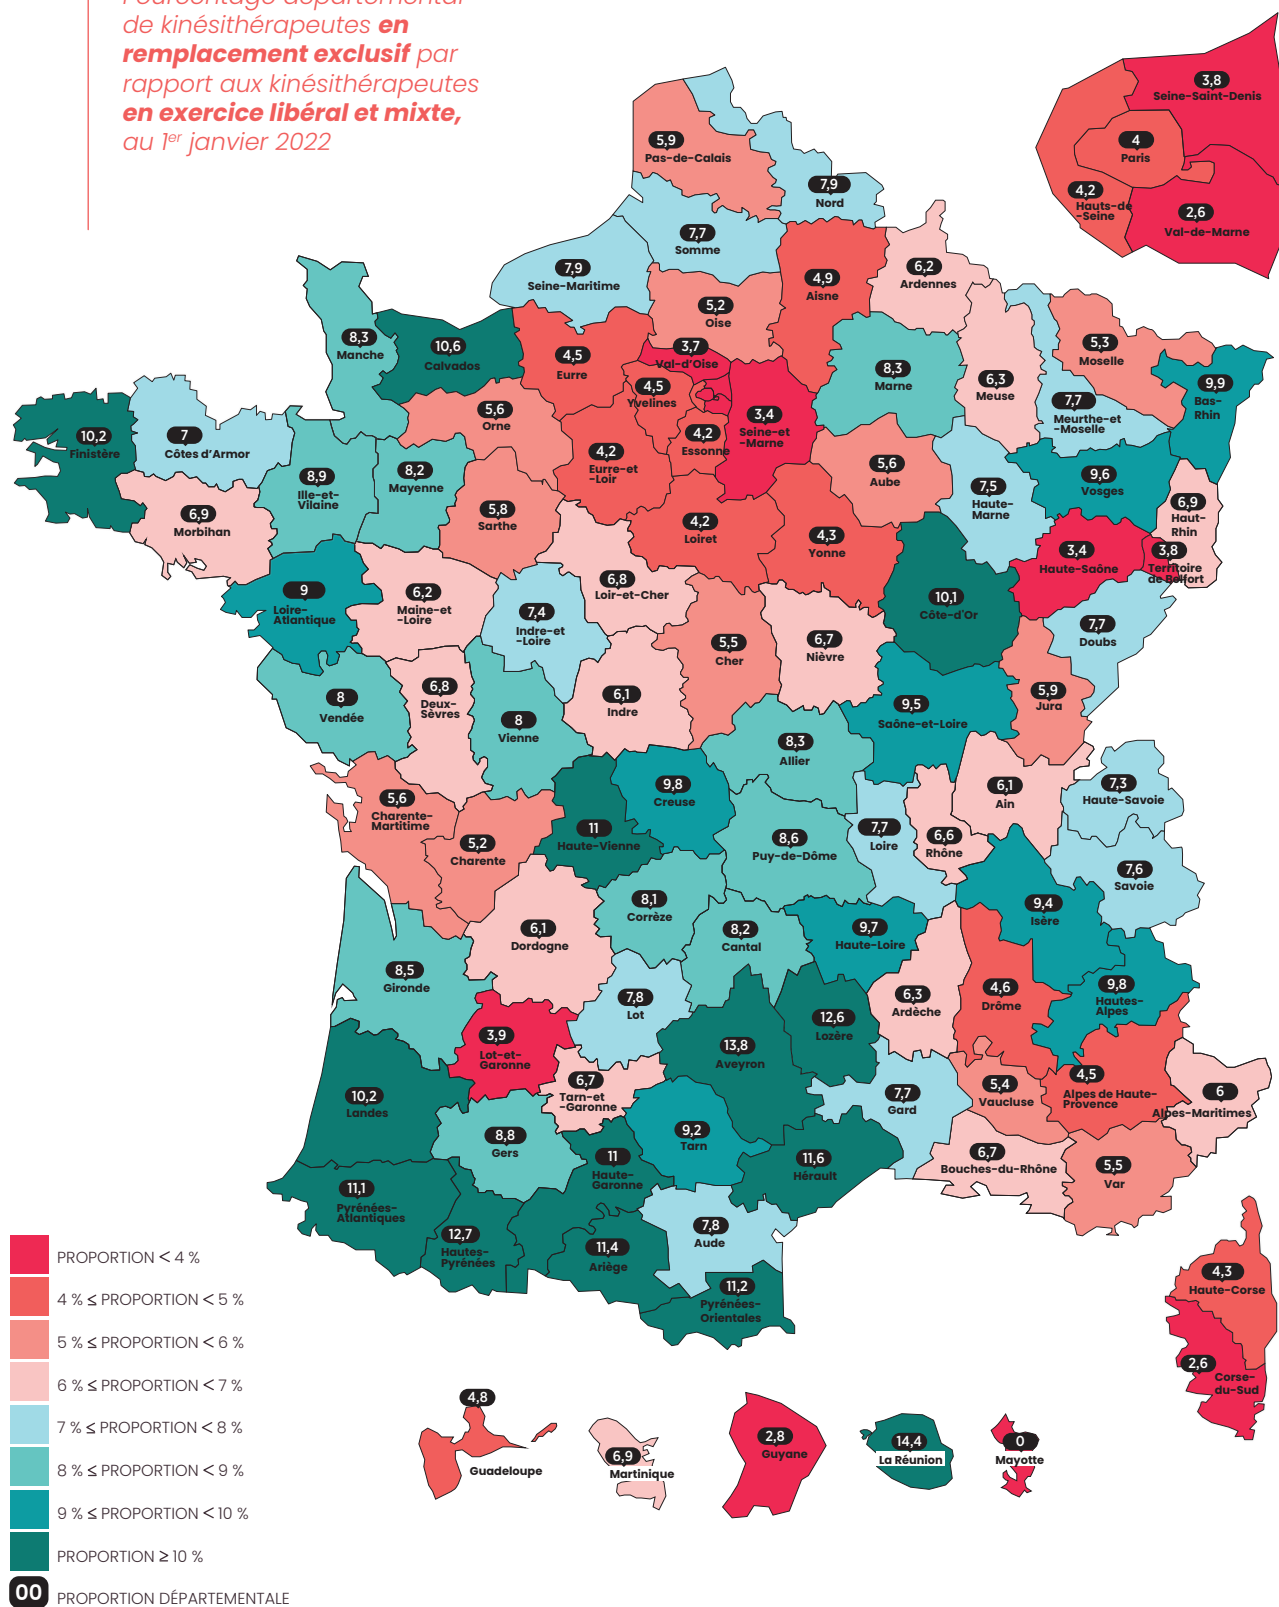 Pourcentage départemental
de kinésithérapeutes en
remplacement exclusif par
rapport aux kinésithérapeutes
en exercice libéral et mixte,
au 1er janvier 2022
3,8
Seine-Saint-Denis
4
Paris
4,2
Hauts-de
-Seine
2,6
Val-de-Marne
5,9
Pas-de-Calais
7,9
Nord
7,7
Somme
7,9
Seine-Maritime
4,9
Aisne
6,2
Ardennes
5,2
Oise
8,3
Manche
10,6
Calvados
4,5
Eurre
3,7
Val-d'Oise
8,3
Marne
6,3
Meuse
5,3
Moselle
9,9
Bas-
Rhin
7,7
Meurthe-et
-Moselle
4,5
Yvelines
3,4
Seine-et
-Marne
4,2
Essonne
5,6
Orne
10,2
Finistère
7
Côtes d'Armor
8,9
Ille-et-
Vilaine
8,2
Mayenne
4,2
Eurre-et
-Loir
5,6
Aube
7,5
Haute-
Marne
9,6
Vosges
6,9
Haut-
Rhin
6,9
Morbihan
5,8
Sarthe
4,2
Loiret
4,3
Yonne
3,4
Haute-Saône
3,8
Territoire
de Belfort
9
Loire-
Atlantique
6,2
Maine-et
-Loire
7,4
Indre-et
-Loire
6,8
Loir-et-Cher
10,1
Côte-d'Or
7,7
Doubs
5,5
Cher
6,7
Nièvre
8
Vendée
6,8
Deux-
Sèvres
8
Vienne
6,1
Indre
9,5
Saône-et-Loire
5,9
Jura
8,3
Allier
5,6
Charente-
Martitime
5,2
Charente
11
Haute-Vienne
9,8
Creuse
8,6
Puy-de-Dôme
7,7
Loire
6,6
Rhône
6,1
Ain
7,3
Haute-Savoie
7,6
Savoie
8,1
Corrèze
9,4
Isère
6,1
Dordogne
8,2
Cantal
9,7
Haute-Loire
8,5
Gironde
7,8
Lot
12,6
Lozère
6,3
Ardèche
4,6
Drôme
9,8
Hautes-
Alpes
3,9
Lot-et-
Garonne
13,8
Aveyron
10,2
Landes
6,7
Tarn-et
-Garonne
7,7
Gard
5,4
Vaucluse
4,5
Alpes de Haute-
Provence
6
Alpes-Maritimes
8,8
Gers
9,2
Tarn
11
Haute-
Garonne
11,6
Hérault
6,7
Bouches-du-Rhône
5,5
Var
11,1
Pyrénées-
Atlantiques
12,7
Hautes-
Pyrénées
11,4
Ariège
7,8
Aude
11,2
Pyrénées-
Orientales
4,3
Haute-Corse
2,6
Corse-
du-Sud
4,8
Guadeloupe
6,9
Martinique
2,8
Guyane
14,4
La Réunion
0
Mayotte
PROPORTION < 4 %
4 % ≤ PROPORTION < 5 %
5 % ≤ PROPORTION < 6 %
6 % ≤ PROPORTION < 7 %
7 % ≤ PROPORTION < 8 %
8 % ≤ PROPORTION < 9 %
9 % ≤ PROPORTION < 10 %
PROPORTION ≥ 10 %
00 PROPORTION DÉPARTEMENTALE